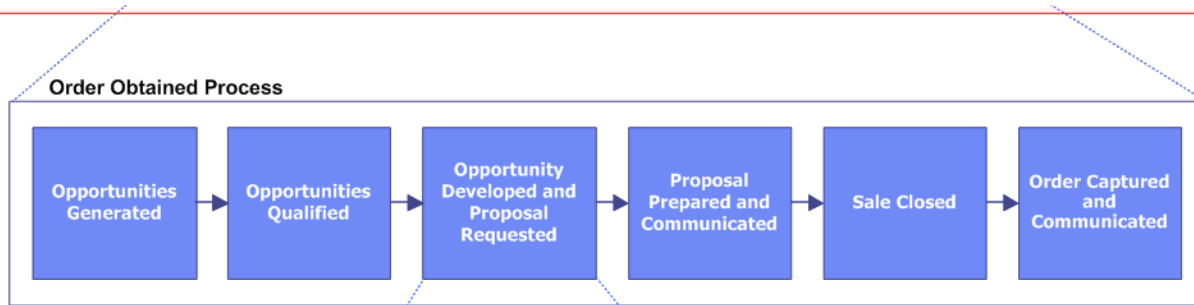 Order Obtained Process
Opportunities
Generated
Opportunities
Qualified
Opportunity
Developed and
Proposal
Requested
Proposal
Prepared and
Communicated
Sale Closed
Order Captured
and
Communicated